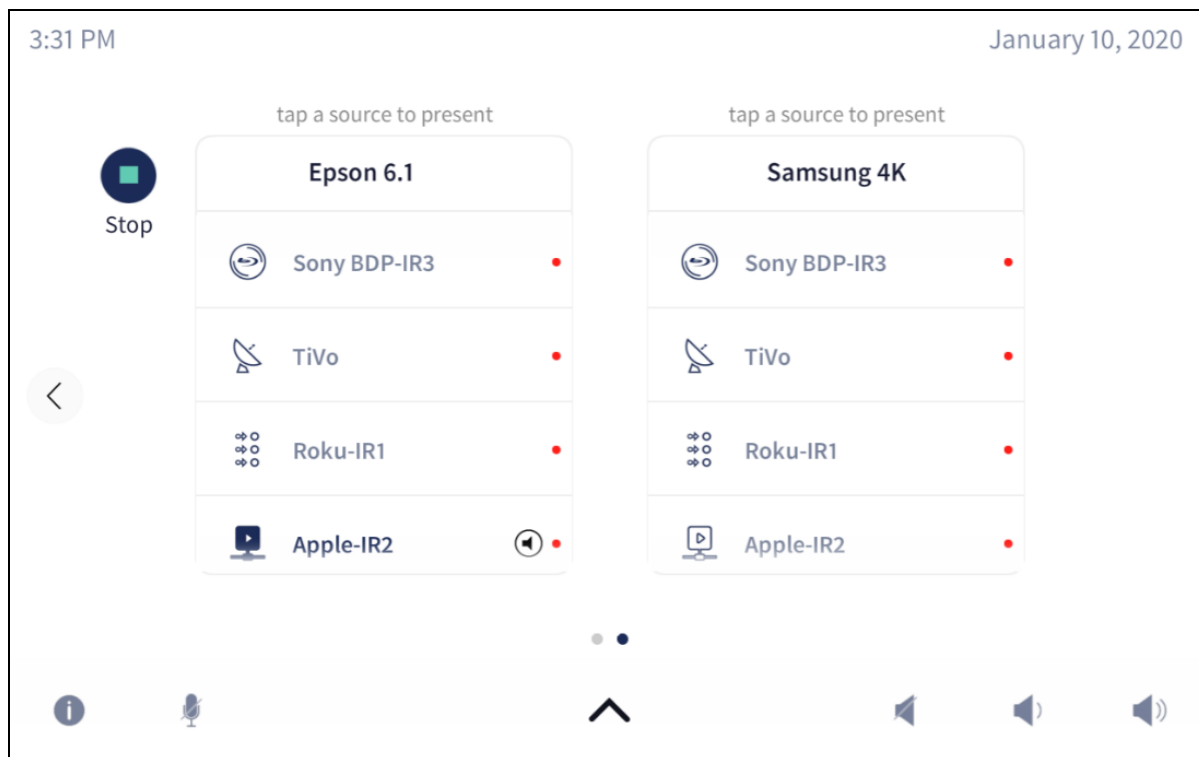 3:31 PM
January 10, 2020
tap a source to present
Epson 6.1
Stop
Sony BDP-IR3
TiVo
Roku-IR1
Apple-IR2
tap a source to present
Samsung 4K
Sony BDP-IR3
TiVo
Roku-IR1
Apple-IR2